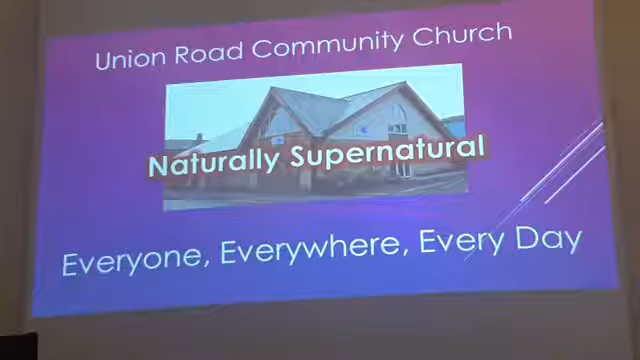 Union Road Community Church
Naturally Supernatural
Everyone, Everywhere, Every Day